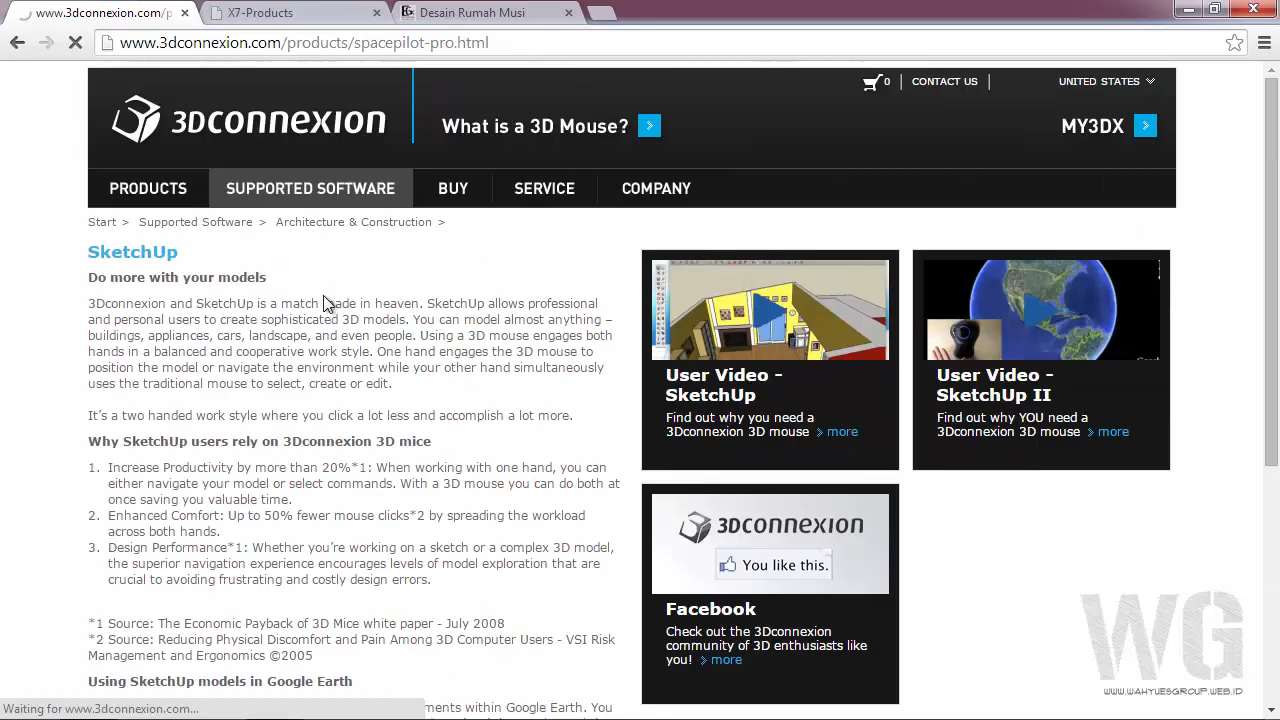 www.3dconnexion.com/p
X7-Products
Desain Rumah Musi
www.3dconnexion.com/products/spacepilot-pro.html
0
CONTACT US
UNITED STATES
3Dconnexion
What is a 3D Mouse?
MY3DX
PRODUCTS
SUPPORTED SOFTWARE
BUY
SERVICE
COMPANY
Start > Supported Software > Architecture & Construction >
SketchUp
Do more with your models
3Dconnexion and SketchUp is a match made in heaven. SketchUp allows professional
and personal users to create sophisticated 3D models. You can model almost anything –
buildings, appliances, cars, landscape, and even people. Using a 3D mouse engages both
hands in a balanced and cooperative work style. One hand engages the 3D mouse to
position the model or navigate the environment while your other hand simultaneously
uses the traditional mouse to select, create or edit.
It's a two handed work style where you click a lot less and accomplish a lot more.
Why SketchUp users rely on 3Dconnexion 3D mice
1. Increase Productivity by more than 20%*1: When working with one hand, you can
either navigate your model or select commands. With a 3D mouse you can do both at
once saving you valuable time.
2. Enhanced Comfort: Up to 50% fewer mouse clicks*2 by spreading the workload
across both hands.
3. Design Performance*1: Whether you're working on a sketch or a complex 3D model,
the superior navigation experience encourages levels of model exploration that are
crucial to avoiding frustrating and costly design errors.
*1 Source: The Economic Payback of 3D Mice white paper - July 2008
*2 Source: Reducing Physical Discomfort and Pain Among 3D Computer Users - VSI Risk
Management and Ergonomics ©2005
Using SketchUp models in Google Earth
ments within Google Earth. You
User Video -
SketchUp
Find out why you need a
3Dconnexion 3D mouse more
User Video -
SketchUp II
Find out why YOU need a
3Dconnexion 3D mouse more
3Dconnexion
You like this.
Facebook
Check out the 3Dconnexion
community of 3D enthusiasts like
you! more
WG
WWW.WAHYUESGROUP.WEB.ID
Waiting for www.3dconnexion.com...